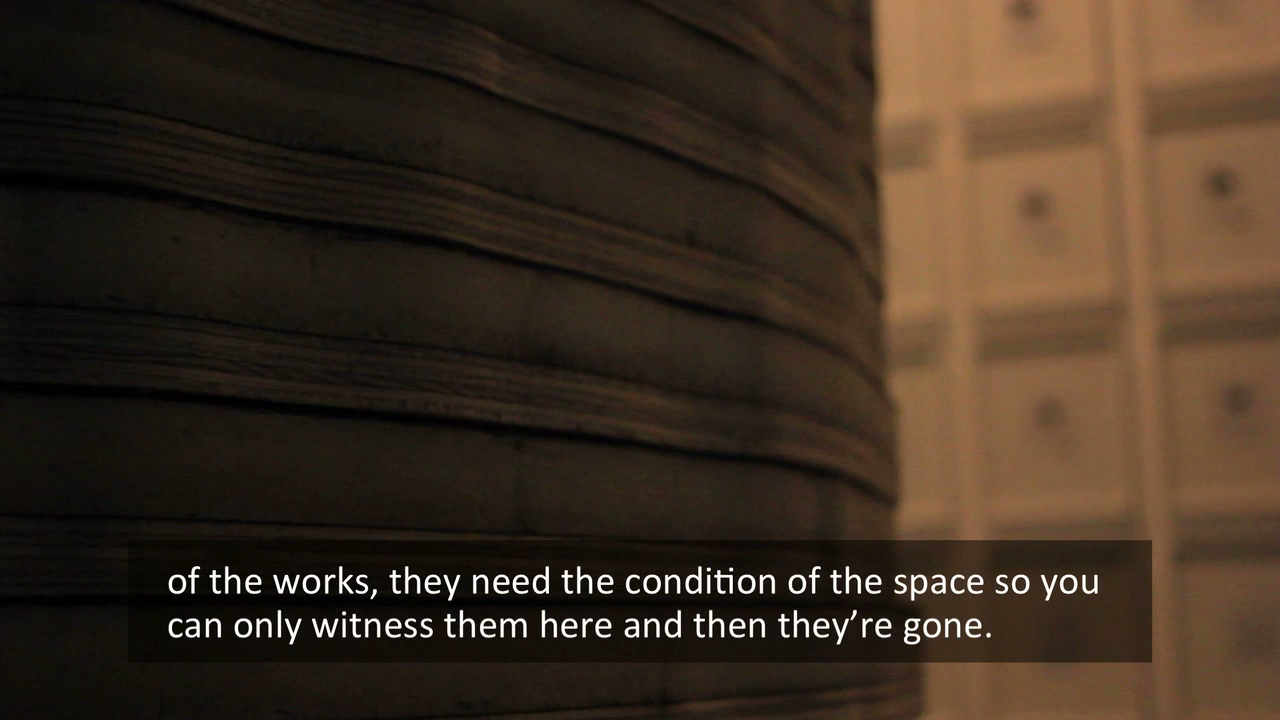 of the works, they need the condition of the space so you
can only witness them here and then they’re gone.